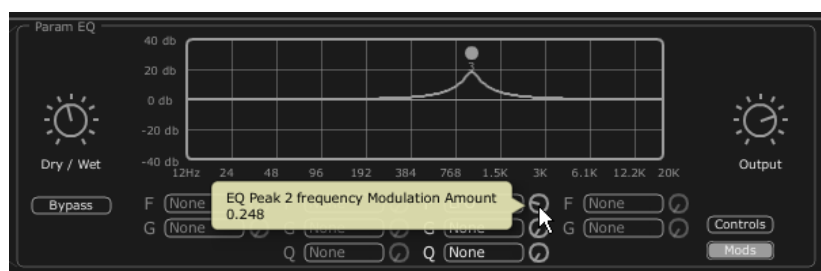 Param EQ
40 db
20 db
3
0 db
-20 db
-40 db
12Hz 24 48 96 192 384 768 1.5K 3K 6.1K 12.2K 20K
Dry / Wet
Output
Bypass
F None
EQ Peak 2 frequency Modulation Amount
0.248
F None
G None
G None
G None
G None
Controls
Q None
Q None
Mods